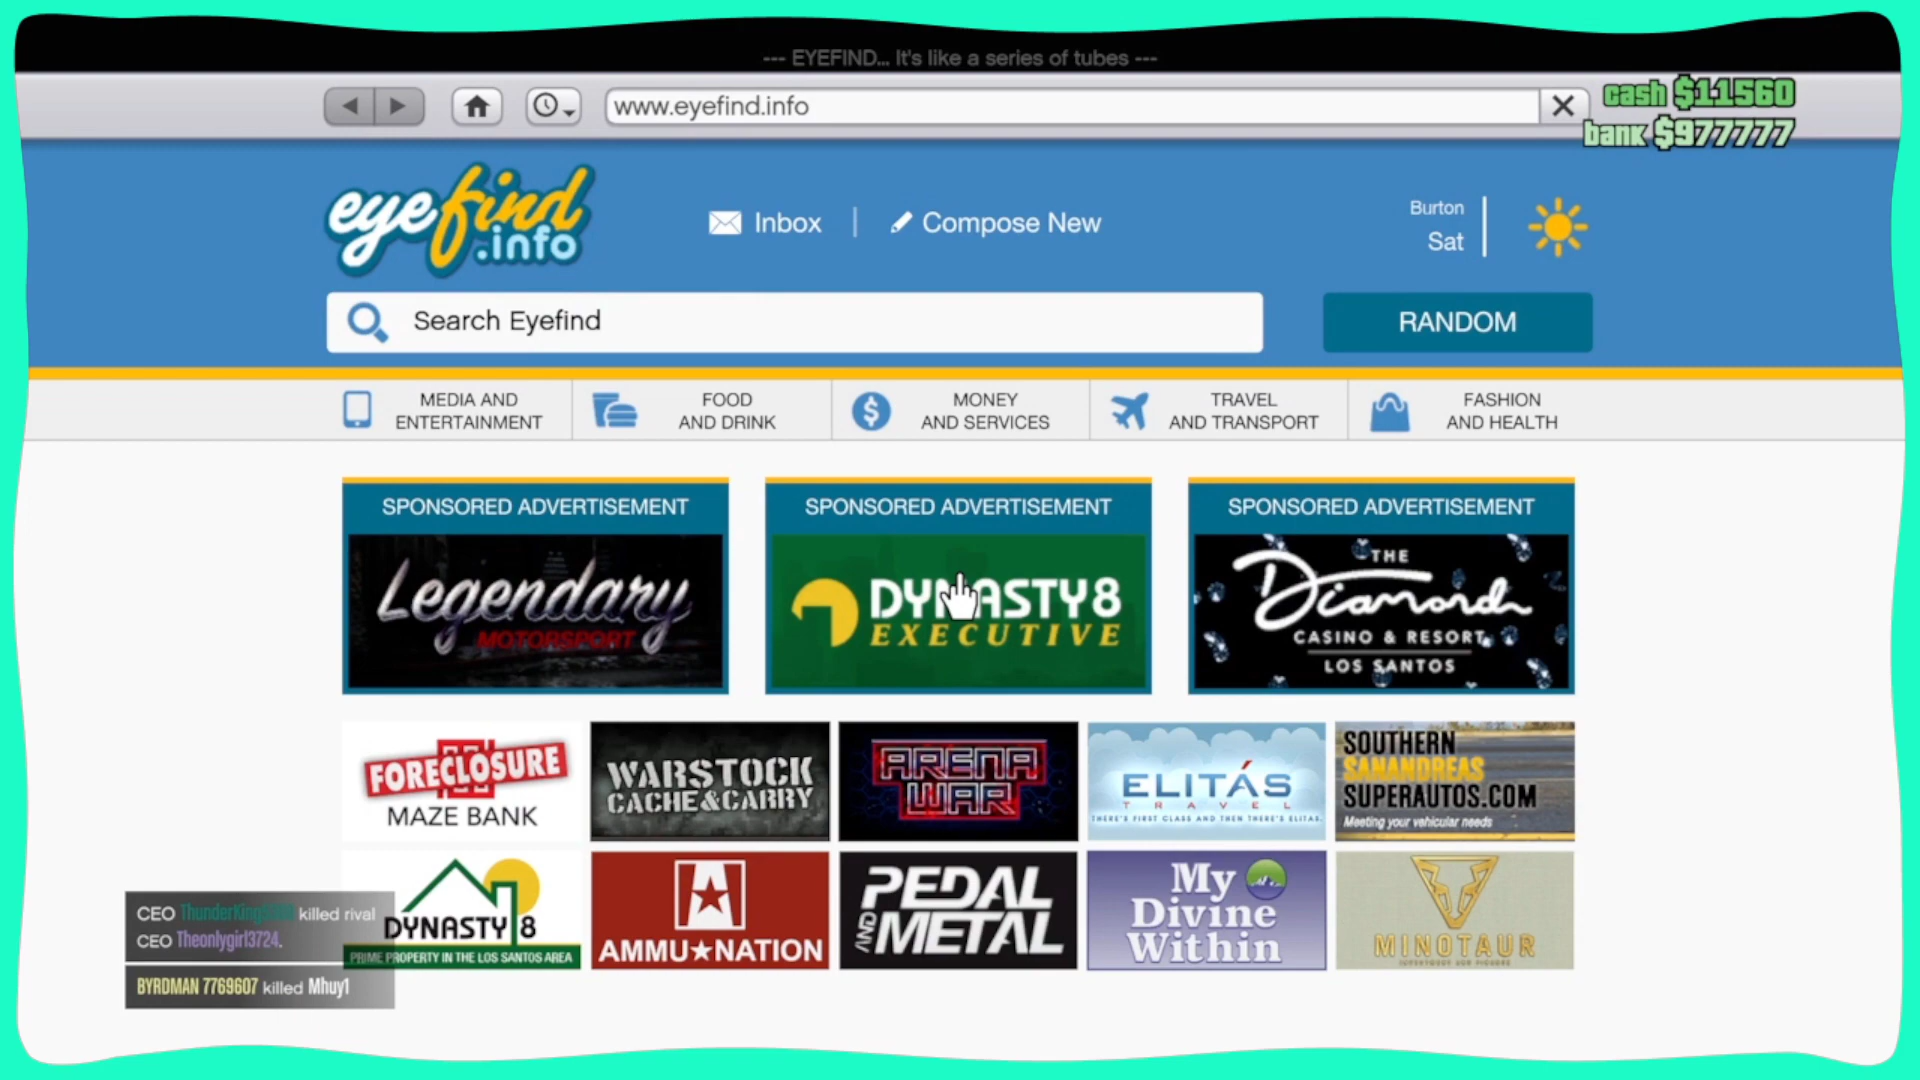 --- EYEFIND... It's like a series of tubes ---
www.eyefind.info
cash $11560
bank $977777
eyefind
.info
Inbox
Compose New
Burton
Sat
Search Eyefind
RANDOM
MEDIA AND
ENTERTAINMENT
FOOD
AND DRINK
MONEY
AND SERVICES
TRAVEL
AND TRANSPORT
FASHION
AND HEALTH
SPONSORED ADVERTISEMENT
Legendary
MOTORSPORT
SPONSORED ADVERTISEMENT
DYNASTY8
EXECUTIVE
SPONSORED ADVERTISEMENT
THE
Diamond
CASINO & RESORT
LOS SANTOS
FORECLOSURE
MAZE BANK
WARSTOCK
CACHE&CARRY
ARENA
WAR
ELITÁS
TRAVEL
THERE'S FIRST CLASS AND THEN THERE'S ELITAS.
SOUTHERN
SANANDREAS
SUPERAUTOS.COM
Meeting your vehicular needs
DYNASTY 8
PRIME PROPERTY IN THE LOS SANTOS AREA
AMMU★NATION
PEDAL
AND METAL
My
Divine
Within
MINOTAUR
CEO killed rival
CEO Theonlygirl3724.
BYRDMAN 7769607 killed Mhuy1